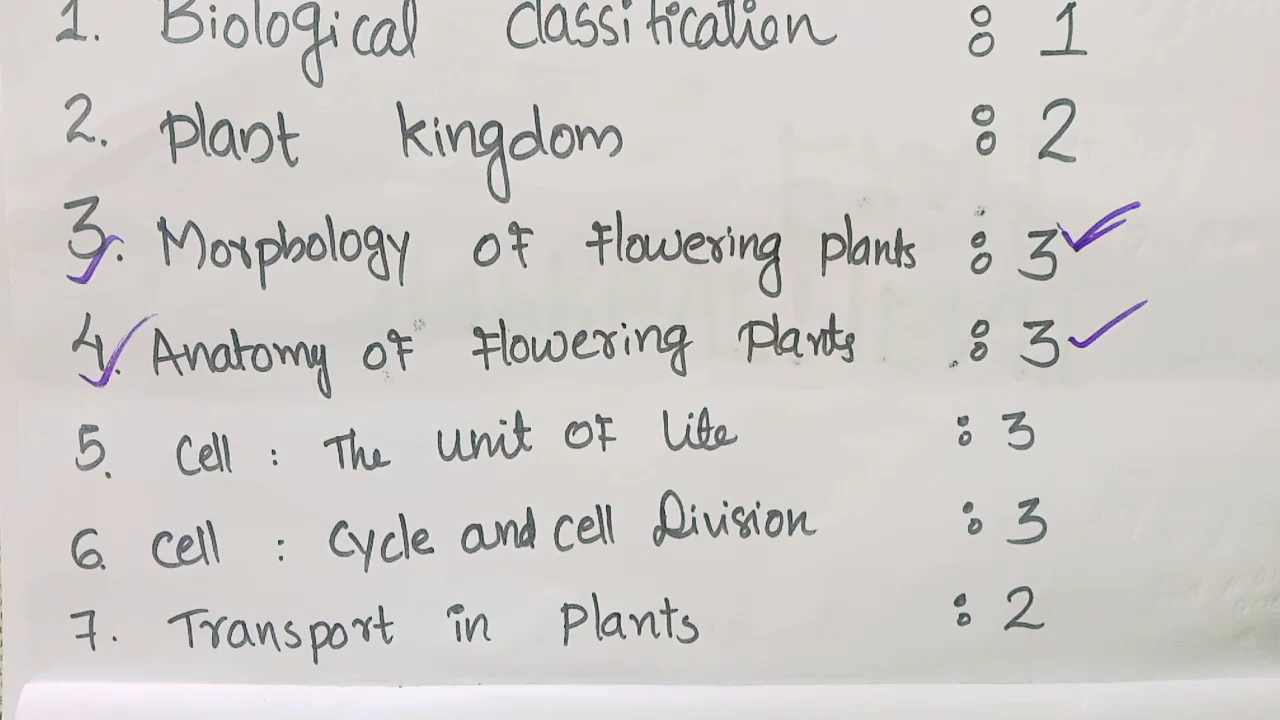 1. Biological Classification : 1
2. Plant kingdom : 2
3. Morphology of Flowering plants : 3
4. Anatomy of Flowering Plants : 3
5. Cell : The unit of life : 3
6. Cell : Cycle and cell Division : 3
7. Transport in Plants : 2